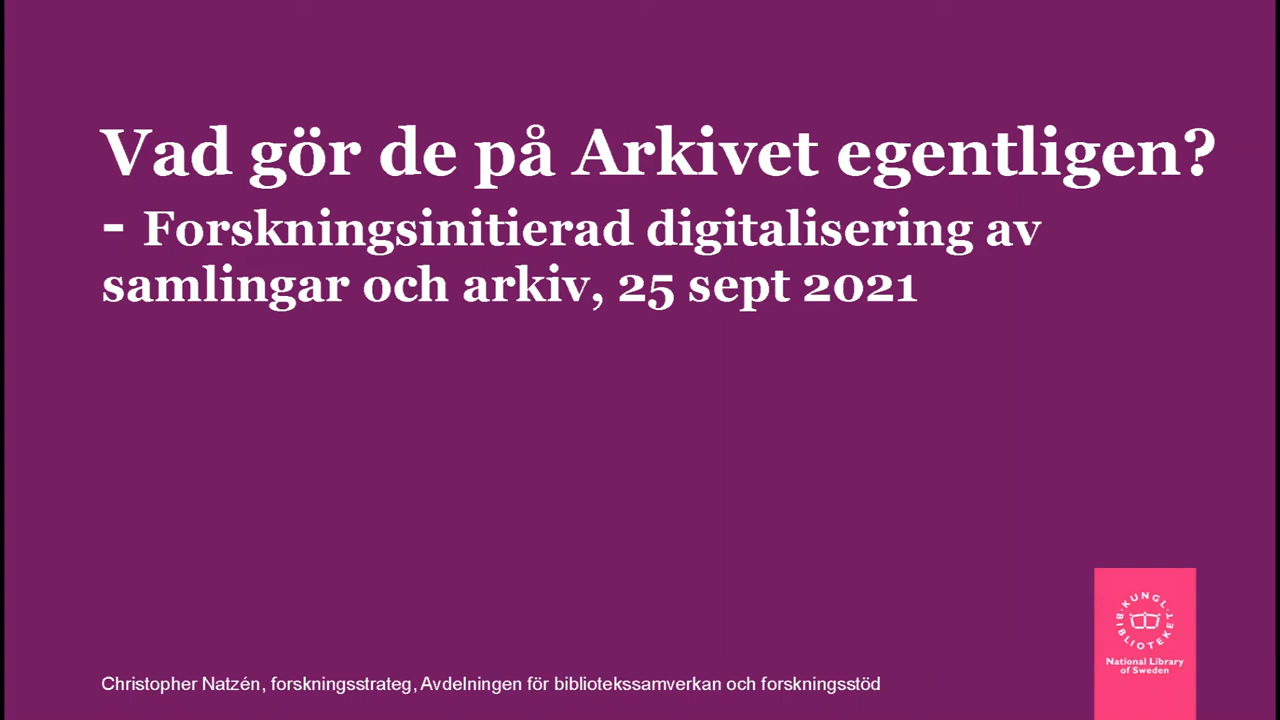 Vad gör de på Arkivet egentligen?
- Forskningsinitierad digitalisering av
samlingar och arkiv, 25 sept 2021
KUNGL.
BIBLIOTEKET
National Library
of Sweden
Christopher Natzén, forskningsstrateg, Avdelningen för bibliotekssamverkan och forskningsstöd